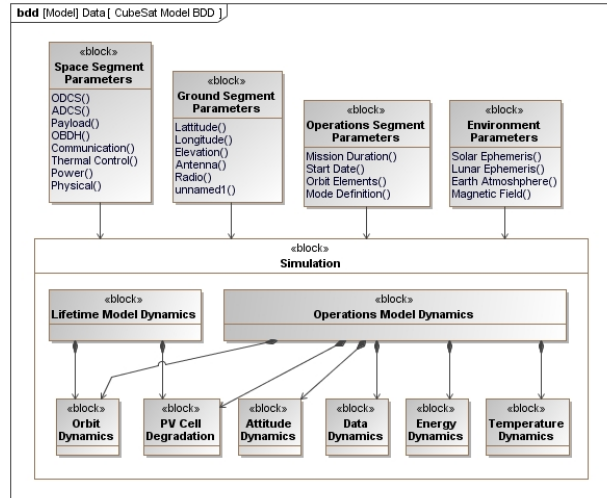 bdd [Model] Data [ CubeSat Model BDD ]
«block»
Space Segment
Parameters
ODCS()
ADCS()
Payload()
OBDH()
Communication()
Thermal Control()
Power()
Physical()
«block»
Ground Segment
Parameters
Lattitude()
Longitude()
Elevation()
Antenna()
Radio()
unnamed1()
«block»
Operations Segment
Parameters
Mission Duration()
Start Date()
Orbit Elements()
Mode Definition()
«block»
Environment
Parameters
Solar Ephemeris()
Lunar Ephemeris()
Earth Atmoshphere()
Magnetic Field()
«block»
Simulation
«block»
Lifetime Model Dynamics
«block»
Operations Model Dynamics
«block»
Orbit
Dynamics
«block»
PV Cell
Degradation
«block»
Attitude
Dynamics
«block»
Data
Dynamics
«block»
Energy
Dynamics
«block»
Temperature
Dynamics